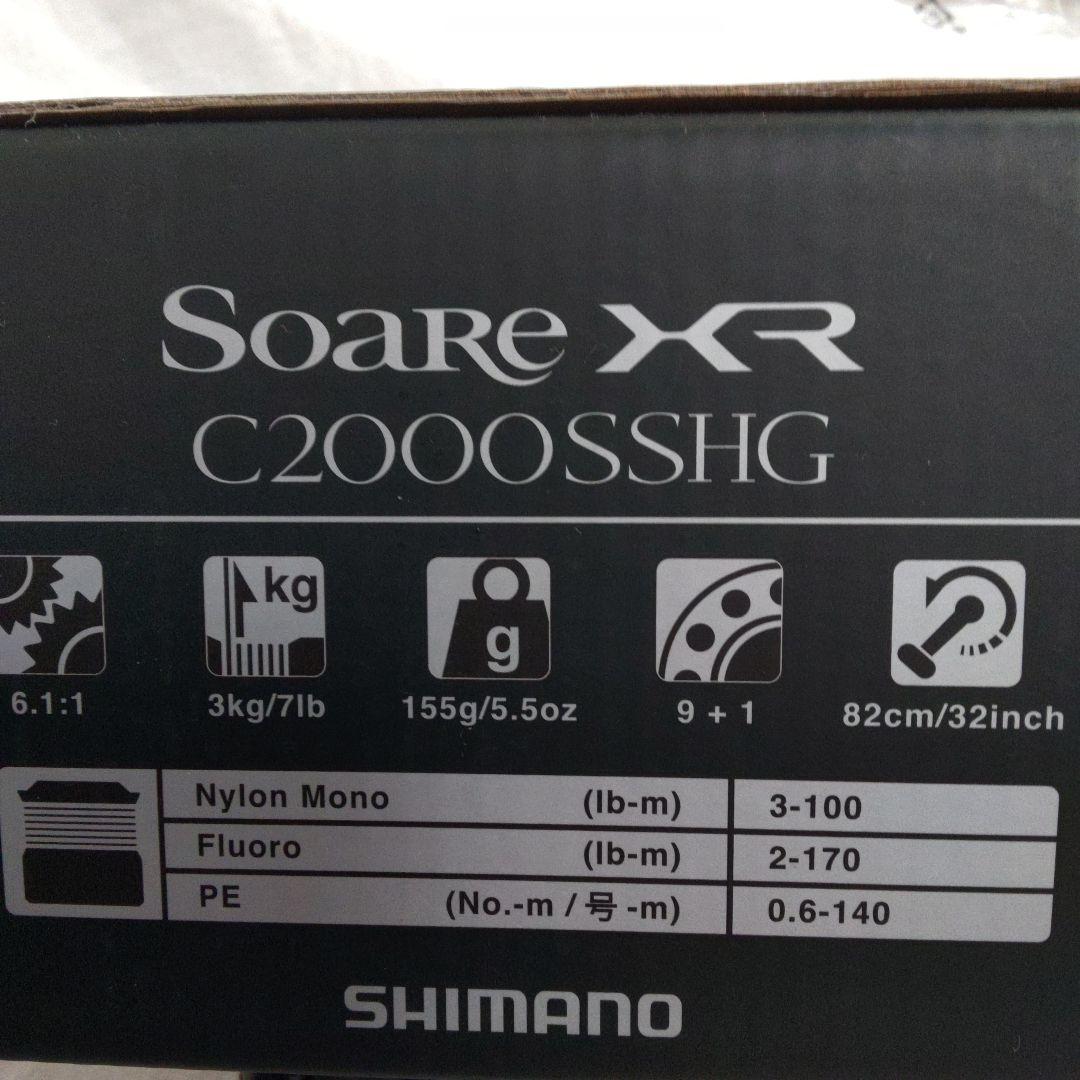 Soare XR
C2000SSHG
kg
g
6.1:1
3kg/7lb
155g/5.5oz
9 + 1
82cm/32inch
Nylon Mono (lb-m) 3-100
Fluoro (lb-m) 2-170
PE (No.-m / 号 -m) 0.6-140
SHIMANO